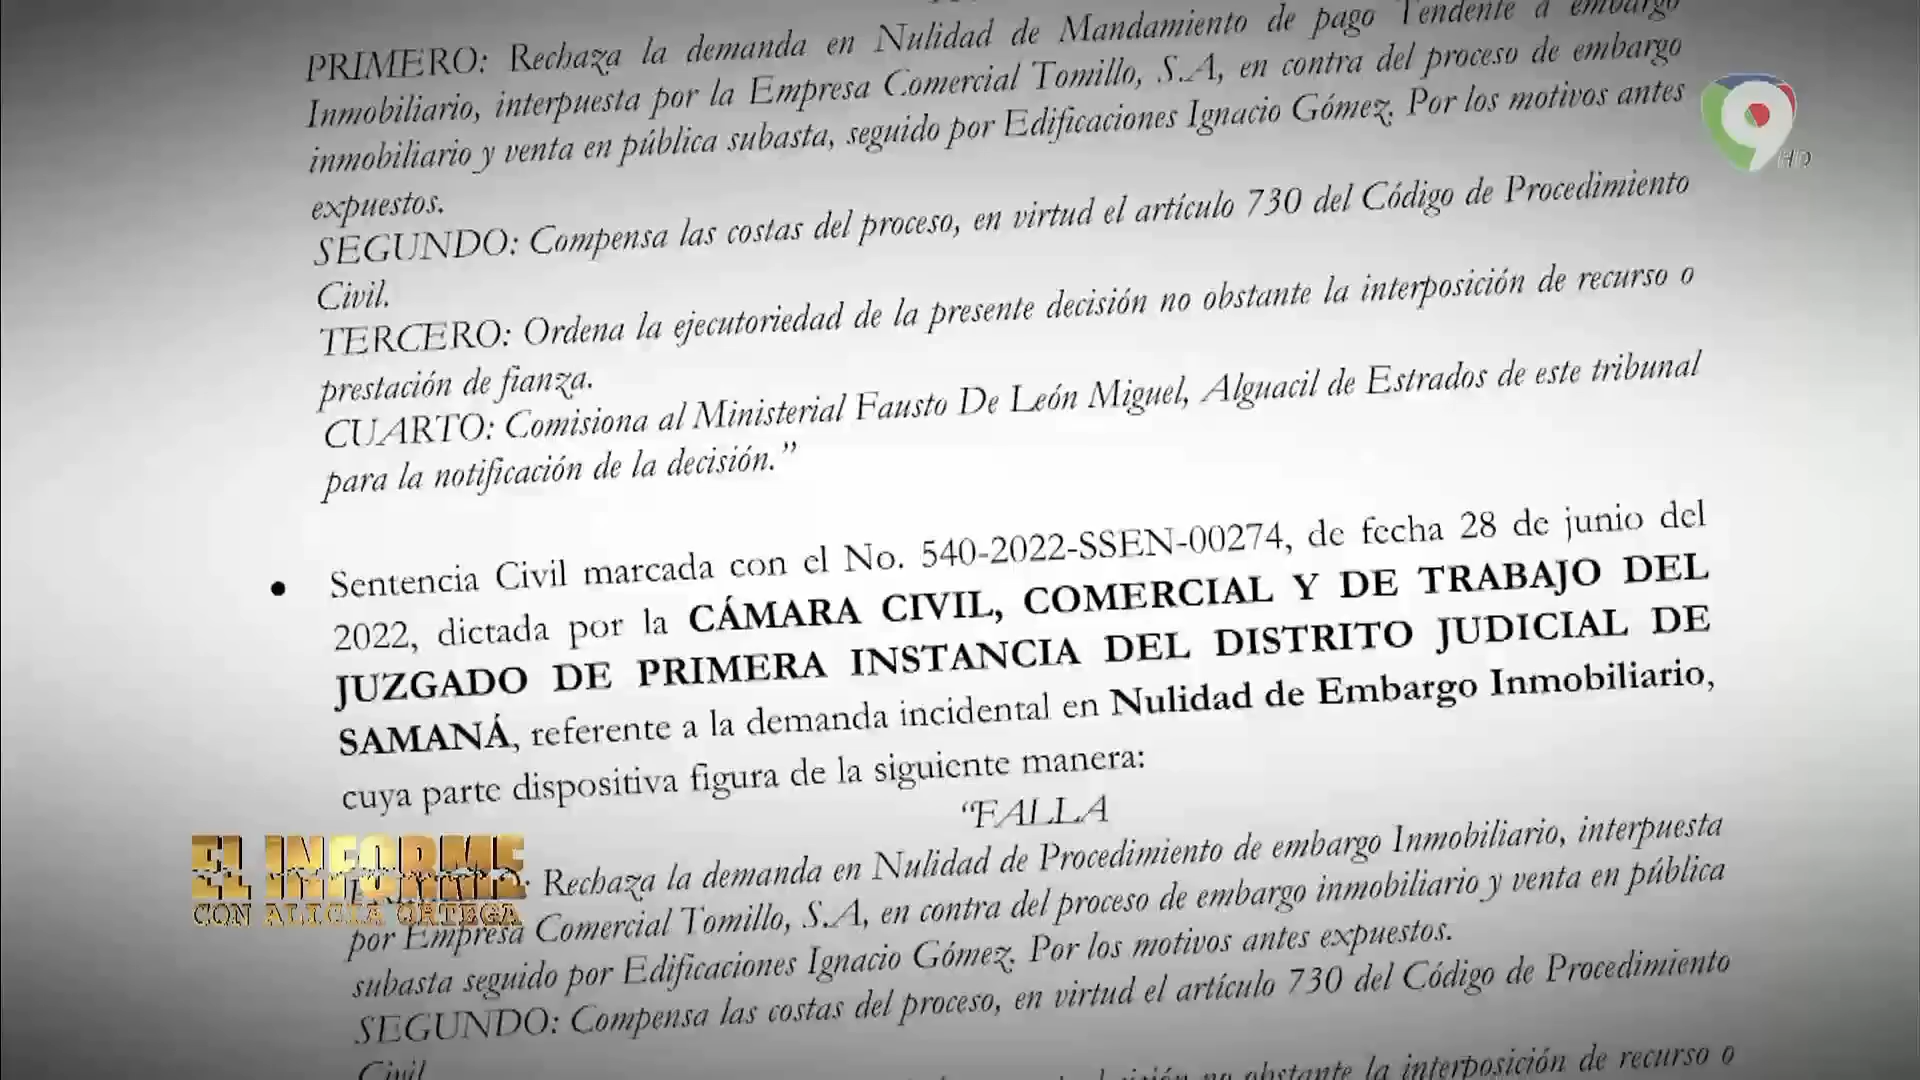 PRIMERO: Rechaza la demanda en Nulidad de Mandamiento de pago Tendente a embargo
Inmobiliario, interpuesta por la Empresa Comercial Tomillo, S.A, en contra del proceso de embargo
inmobiliario y venta en pública subasta, seguido por Edificaciones Ignacio Gómez. Por los motivos antes
expuestos.
SEGUNDO: Compensa las costas del proceso, en virtud el artículo 730 del Código de Procedimiento
Civil.
TERCERO: Ordena la ejecutoriedad de la presente decisión no obstante la interposición de recurso o
prestación de fianza.
CUARTO: Comisiona al Ministerial Fausto De León Miguel, Alguacil de Estrados de este tribunal
para la notificación de la decisión.”
HD
• Sentencia Civil marcada con el No. 540-2022-SSEN-00274, de fecha 28 de junio del
2022, dictada por la CÁMARA CIVIL, COMERCIAL Y DE TRABAJO DEL
JUZGADO DE PRIMERA INSTANCIA DEL DISTRITO JUDICIAL DE
SAMANÁ, referente a la demanda incidental en Nulidad de Embargo Inmobiliario,
cuya parte dispositiva figura de la siguiente manera:
“FALLA
Rechaza la demanda en Nulidad de Procedimiento de embargo Inmobiliario, interpuesta
por Empresa Comercial Tomillo, S.A, en contra del proceso de embargo inmobiliario y venta en pública
subasta seguido por Edificaciones Ignacio Gómez. Por los motivos antes expuestos.
SEGUNDO: Compensa las costas del proceso, en virtud el artículo 730 del Código de Procedimiento
Civil
no obstante la interposición de recurso o
EL INFORME
CON ALICIA ORTEGA